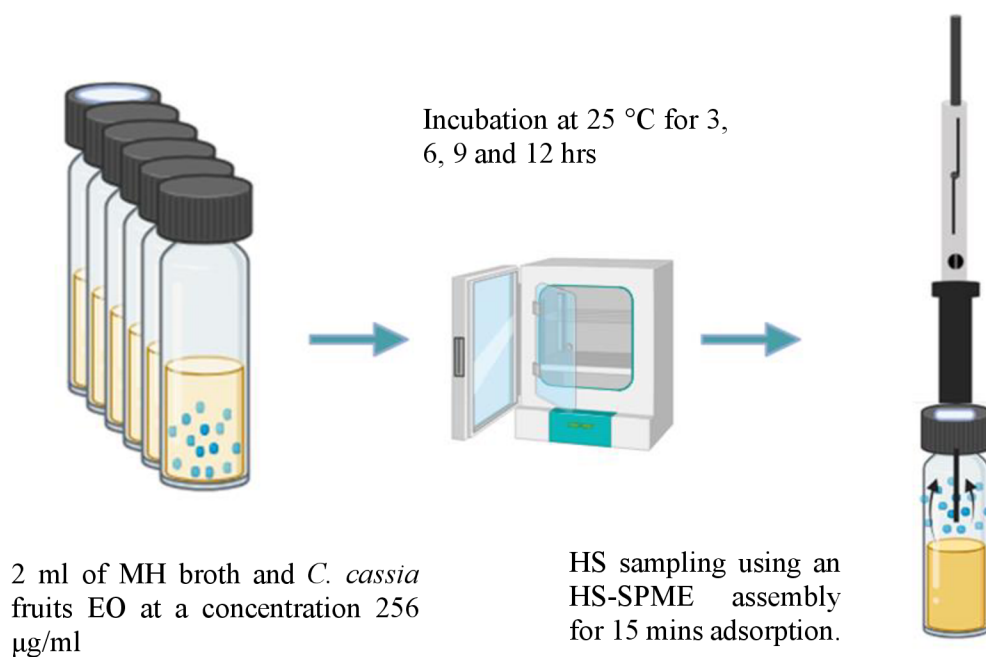 Incubation at 25 °C for 3,
6, 9 and 12 hrs
2 ml of MH broth and C. cassia
fruits EO at a concentration 256
µg/ml
HS sampling using an
HS-SPME assembly
for 15 mins adsorption.